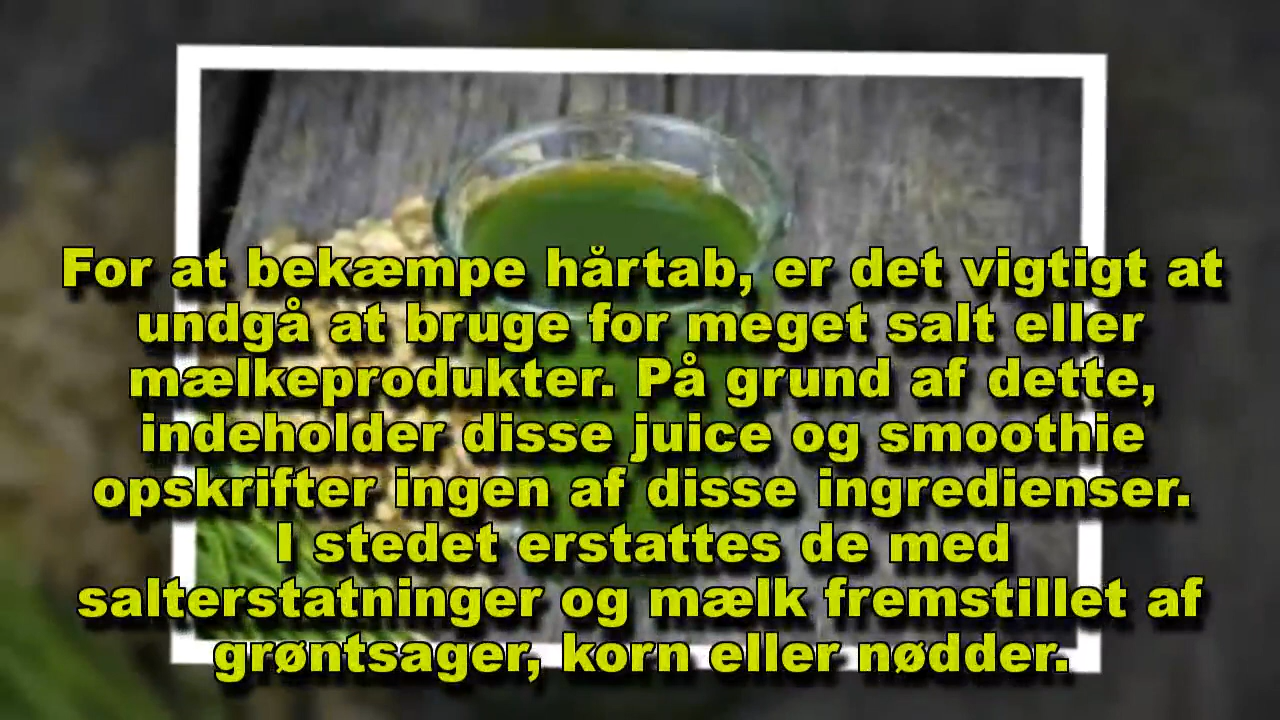 For at bekæmpe hårtab, er det vigtigt at
undgå at bruge for meget salt eller
mælkeprodukter. På grund af dette,
indeholder disse juice og smoothie
opskrifter ingen af disse ingredienser.
I stedet erstattes de med
salterstatninger og mælk fremstillet af
grøntsager, korn eller nødder.